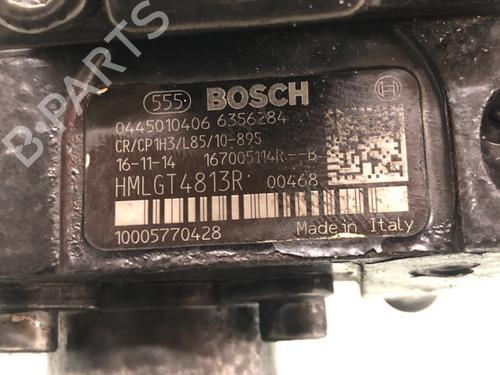 B-PARTS
555 BOSCH
0445010406 6356284
CR/CP1H3/L85/10-895
16-11-14 167005114R--B
HMLGT4813R 00468
10005770428 Made in Italy